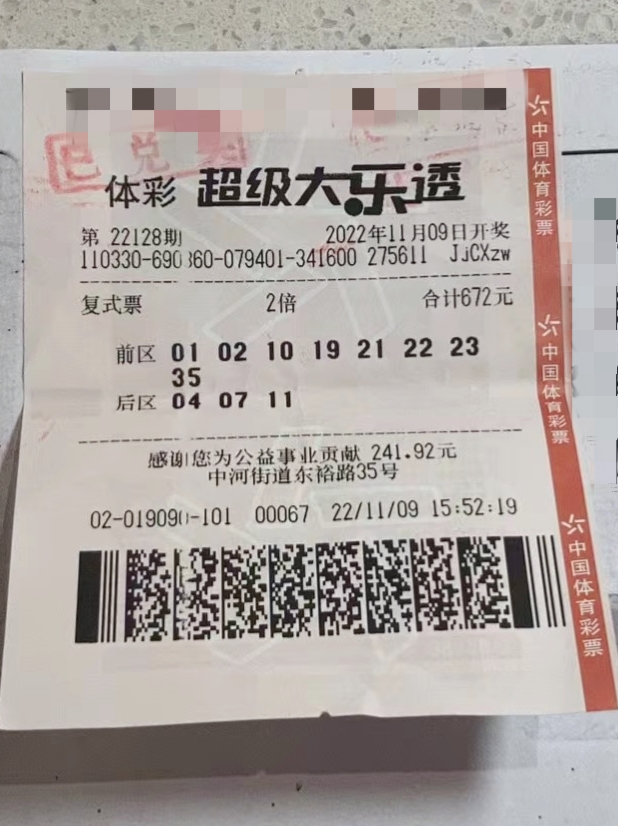 已兑
体彩 超级大乐透
第 22128期 2022年11月09日开奖
110330-690360-079401-341600 275611 JjCXzw
复式票 2倍 合计672元
前区 01 02 10 19 21 22 23
35
后区 04 07 11
感谢您为公益事业贡献 241.92元
中河街道东裕路35号
02-019090-101 00067 22/11/09 15:52:19
中国体育彩票
中国体育彩票
中国体育彩票